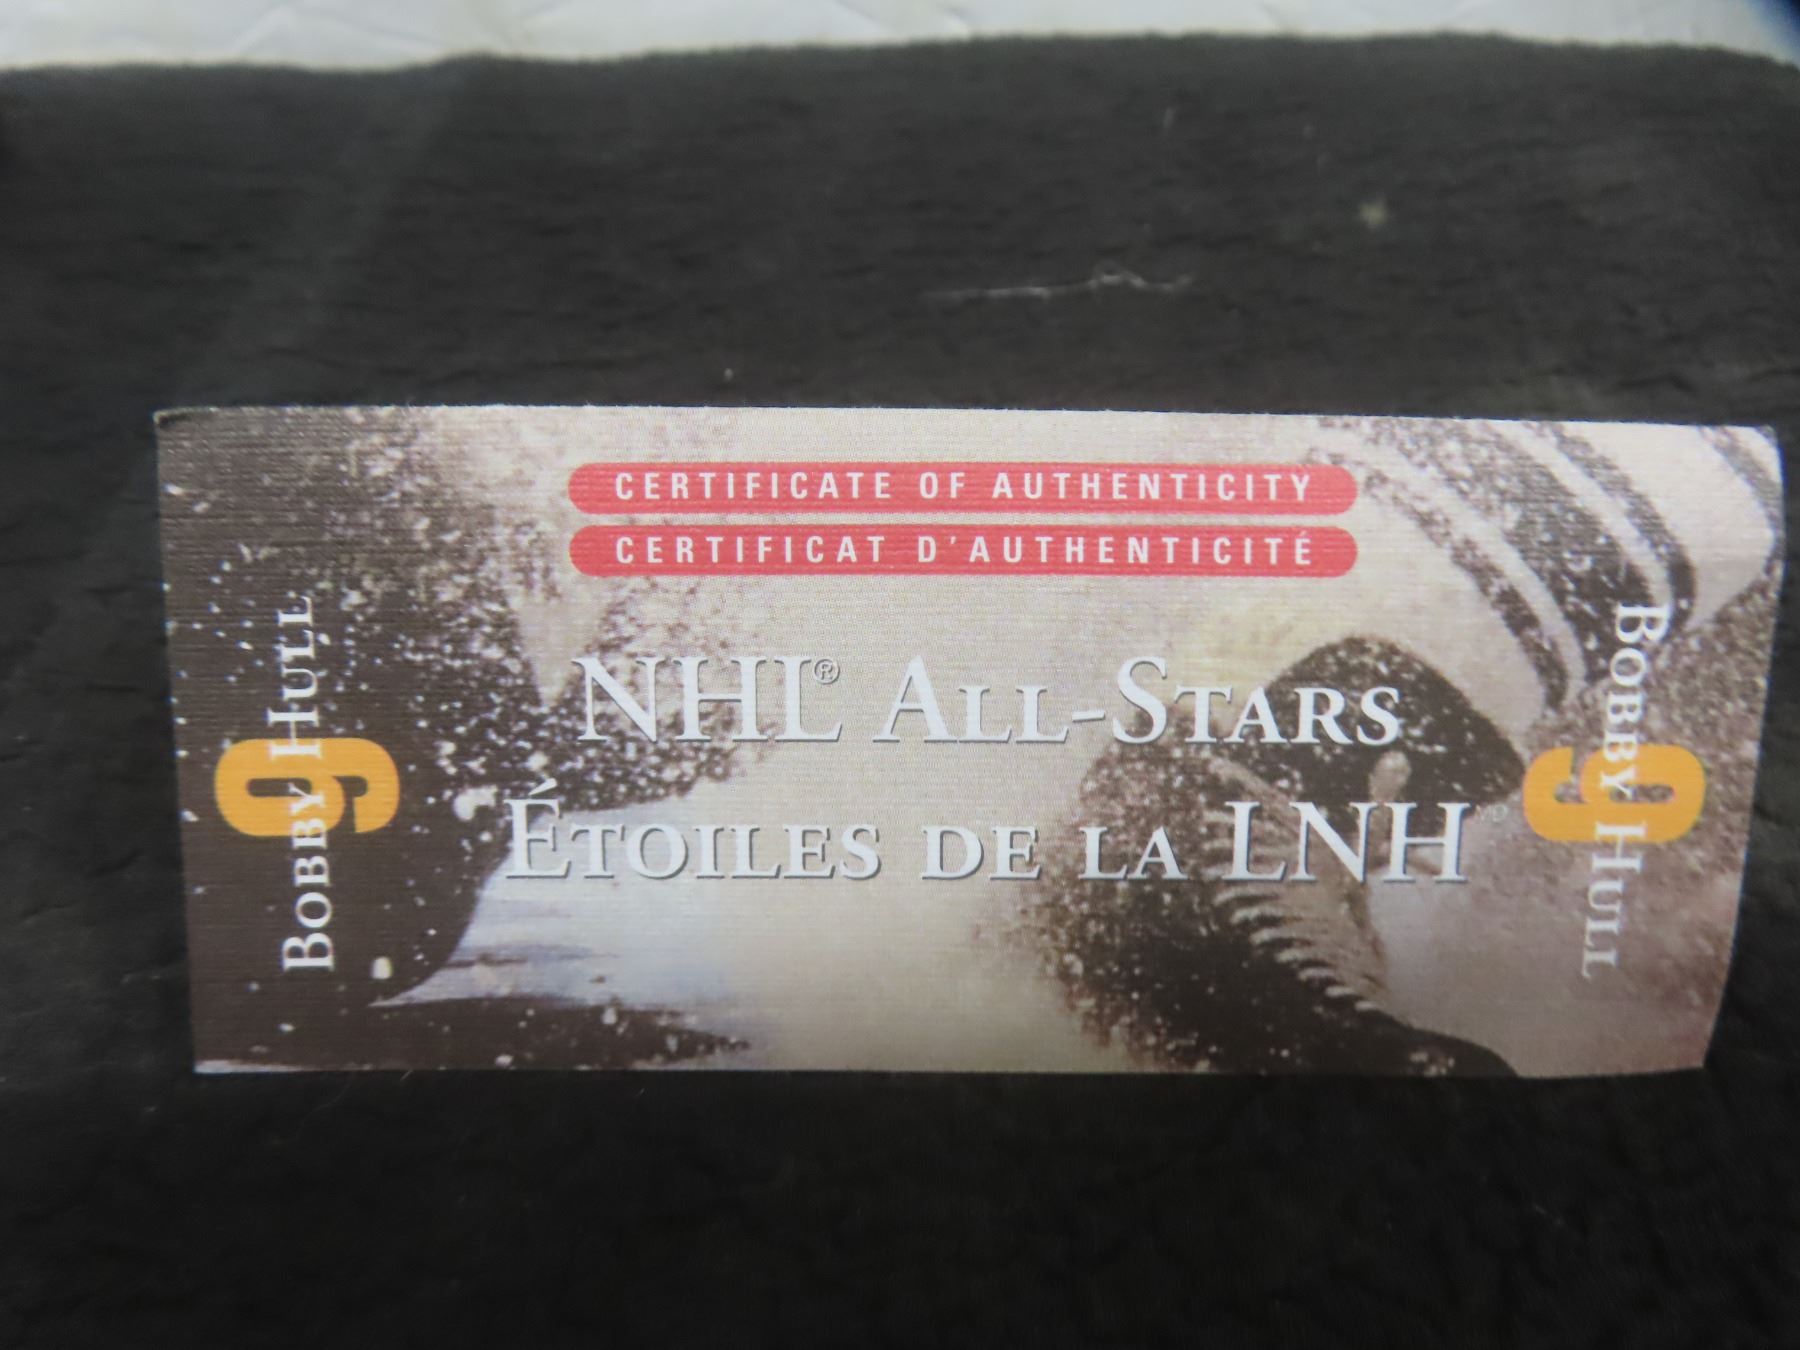 CERTIFICATE OF AUTHENTICITY
CERTIFICAT D'AUTHENTICITÉ
NHL® ALL-STARS
ÉTOILES DE LA LNH
9
BOBBY HULL
9
BOBBY HULL